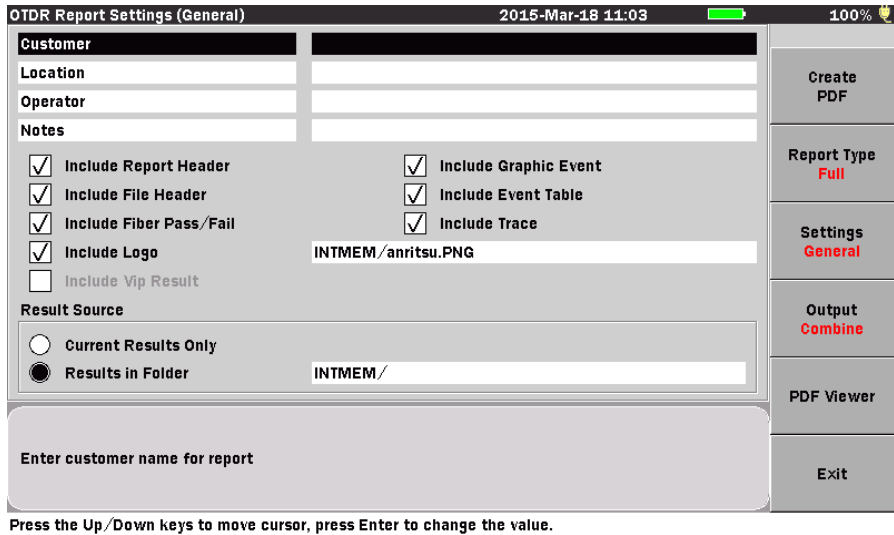 OTDR Report Settings (General) 2015-Mar-18 11:03 100%
Customer
Location
Operator
Notes
Include Report Header Include Graphic Event
Include File Header Include Event Table
Include Fiber Pass/Fail Include Trace
Include Logo INTMEM/anritsu.PNG
Include Vip Result
Result Source
Current Results Only
Results in Folder INTMEM/
Enter customer name for report
Press the Up/Down keys to move cursor, press Enter to change the value.
Create
PDF
Report Type
Full
Settings
General
Output
Combine
PDF Viewer
Exit